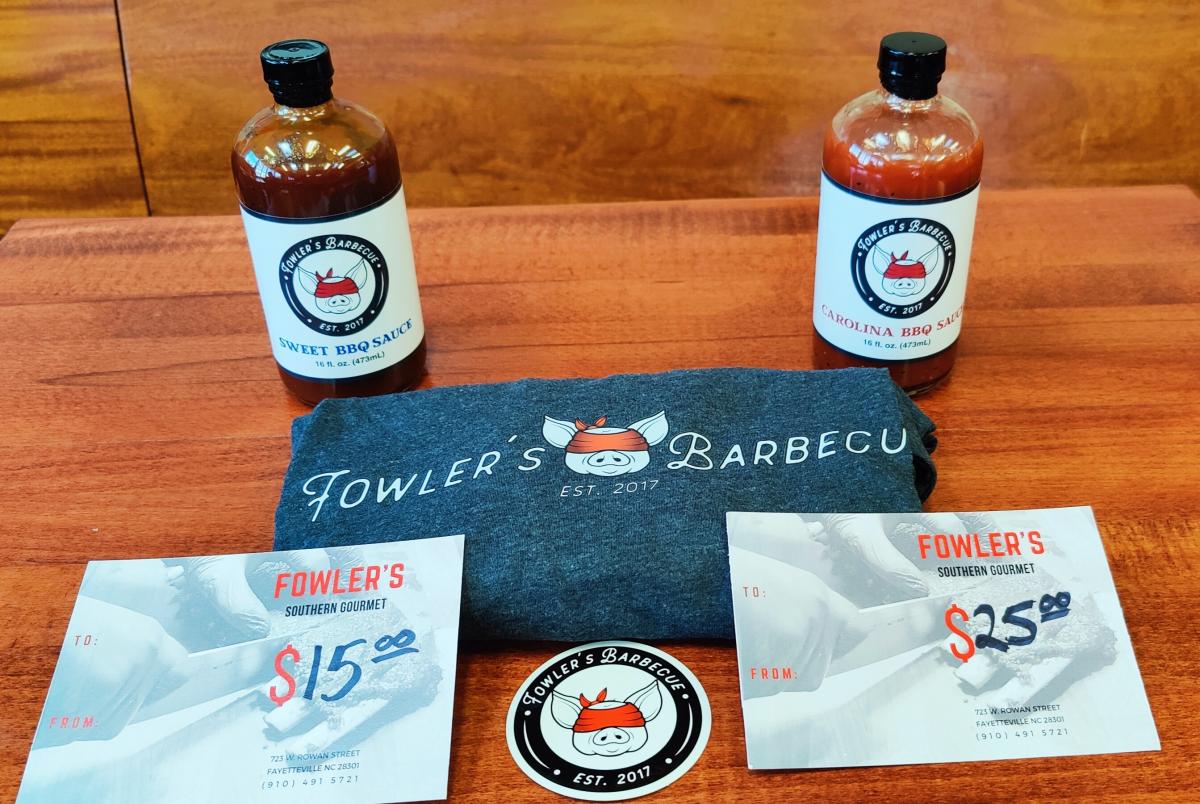 FOWLER'S BARBECUE
EST. 2017
SWEET BBQ SAUCE
16 fl. oz. (473mL)
FOWLER'S BARBECUE
EST. 2017
CAROLINA BBQ SAUC
16 fl. oz. (473mL)
FOWLER'S BARBECU
EST. 2017
FOWLER'S
SOUTHERN GOURMET
TO:
$15.00
FROM:
723 W. ROWAN STREET
FAYETTEVILLE NC 28301
(910) 491 5721
FOWLER'S BARBECUE
EST. 2017
FOWLER'S
SOUTHERN GOURMET
TO:
$25.00
FROM:
723 W. ROWAN STREET
FAYETTEVILLE NC 28301
(910) 491 5721